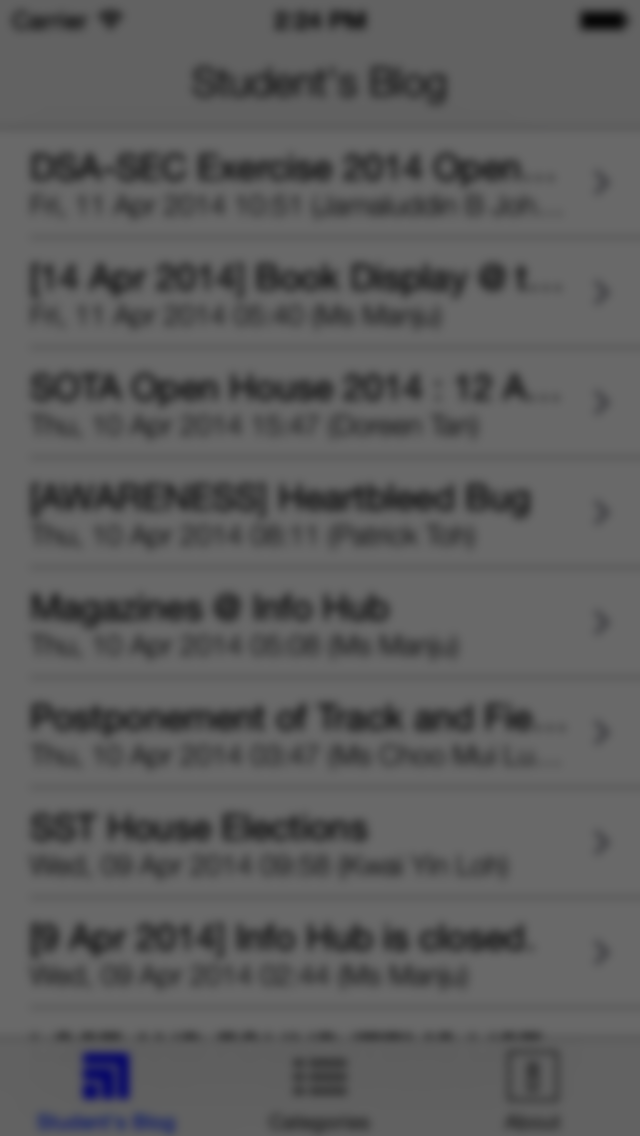 Carrier 2:24 PM
Student's Blog
DSA-SEC Exercise 2014 Open...
Fri, 11 Apr 2014 10:51 (Jamaluddin B Joh...
[14 Apr 2014] Book Display @ t...
Fri, 11 Apr 2014 05:40 (Ms Manju)
SOTA Open House 2014 : 12 A...
Thu, 10 Apr 2014 15:47 (Doreen Tan)
[AWARENESS] Heartbleed Bug
Thu, 10 Apr 2014 08:11 (Patrick Toh)
Magazines @ Info Hub
Thu, 10 Apr 2014 05:08 (Ms Manju)
Postponement of Track and Fie...
Thu, 10 Apr 2014 03:47 (Ms Choo Mui Lu...
SST House Elections
Wed, 09 Apr 2014 09:58 (Kwai Yin Loh)
[9 Apr 2014] Info Hub is closed.
Wed, 09 Apr 2014 02:44 (Ms Manju)
Student's Blog Categories About